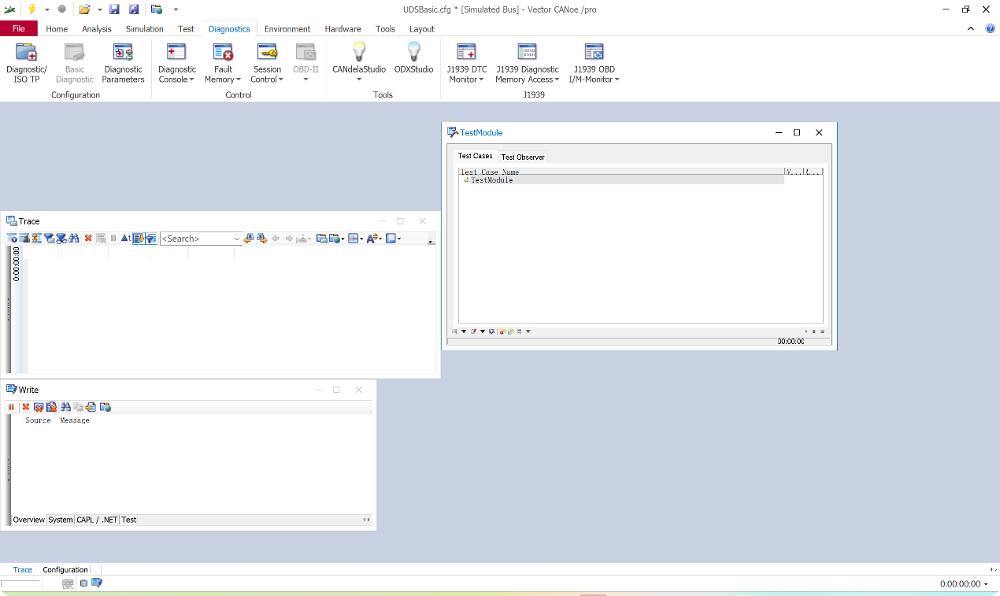 UDSBasic.cfg * [Simulated Bus] - Vector CANoe /pro
File Home Analysis Simulation Test Diagnostics Environment Hardware Tools Layout
Diagnostic/ ISO TP
Basic Diagnostic
Diagnostic Parameters
Configuration
Diagnostic Console
Fault Memory
Session Control
OBD-II
Control
CANdelaStudio
ODXStudio
Tools
J1939 DTC Monitor
J1939 Diagnostic Memory Access
J1939 OBD I/M-Monitor
J1939
TestModule
Test Cases Test Observer
Test Case Name V... R...
TestModule
00:00:00
Trace
<Search>
0:00:00:00
Write
Source Message
Overview System CAPL / .NET Test
Trace Configuration
CAPL
0:00:00:00